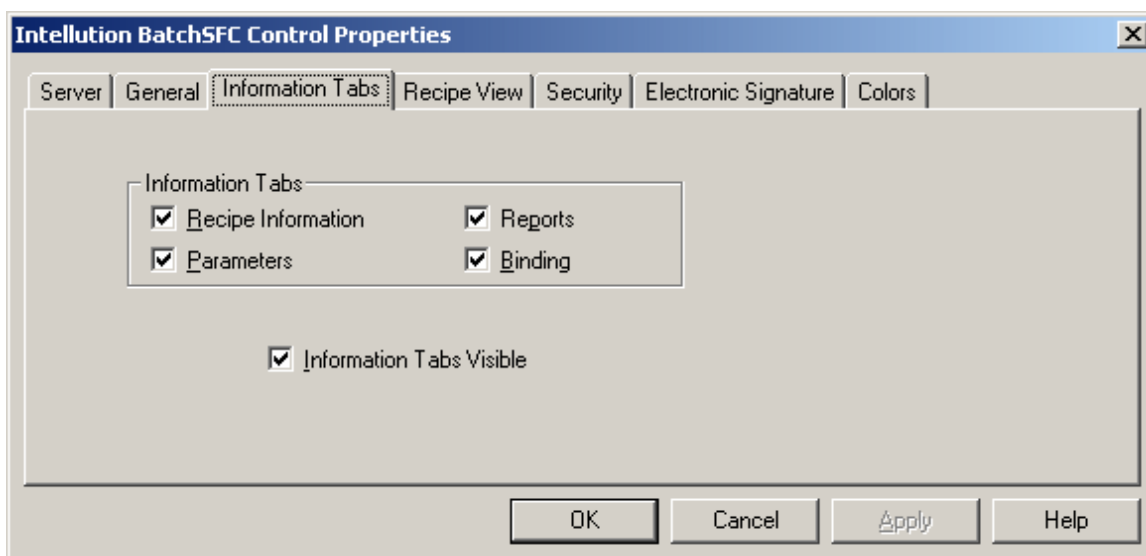 Intellution BatchSFC Control Properties
Server General Information Tabs Recipe View Security Electronic Signature Colors
Information Tabs
Recipe Information Reports
Parameters Binding
Information Tabs Visible
OK Cancel Apply Help